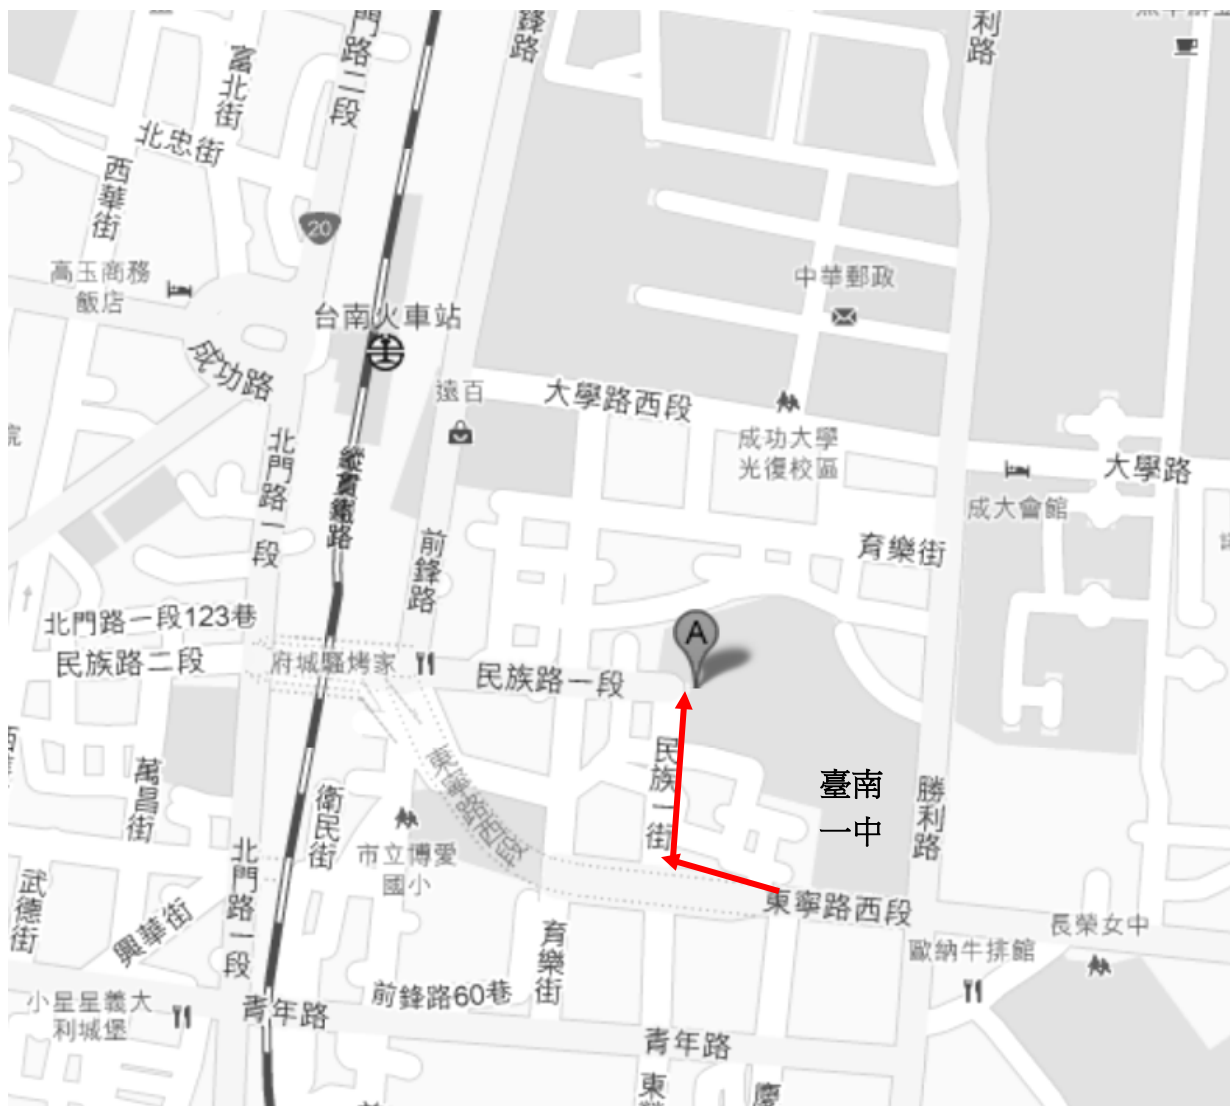 門路二段
鋒路
利路
富北街
北忠街
西華街
20
高玉商務
飯店
台南火車站
中華郵政
成功路
遠百
大學路西段
成功大學
光復校區
大學路
成大會館
院
北門路一段
縱貫鐵路
前鋒路
育樂街
北門路一段123巷
民族路二段
府城騷烤家
民族路一段
A
東寧路西段
民族一街
臺南
一中
勝利路
萬昌街
衛民街
市立博愛
國小
北門路一段
武德街
興華街
東寧路西段
長榮女中
歐納牛排館
育樂街
前鋒路60巷
小星星義大
利城堡
青年路
青年路
東
慶